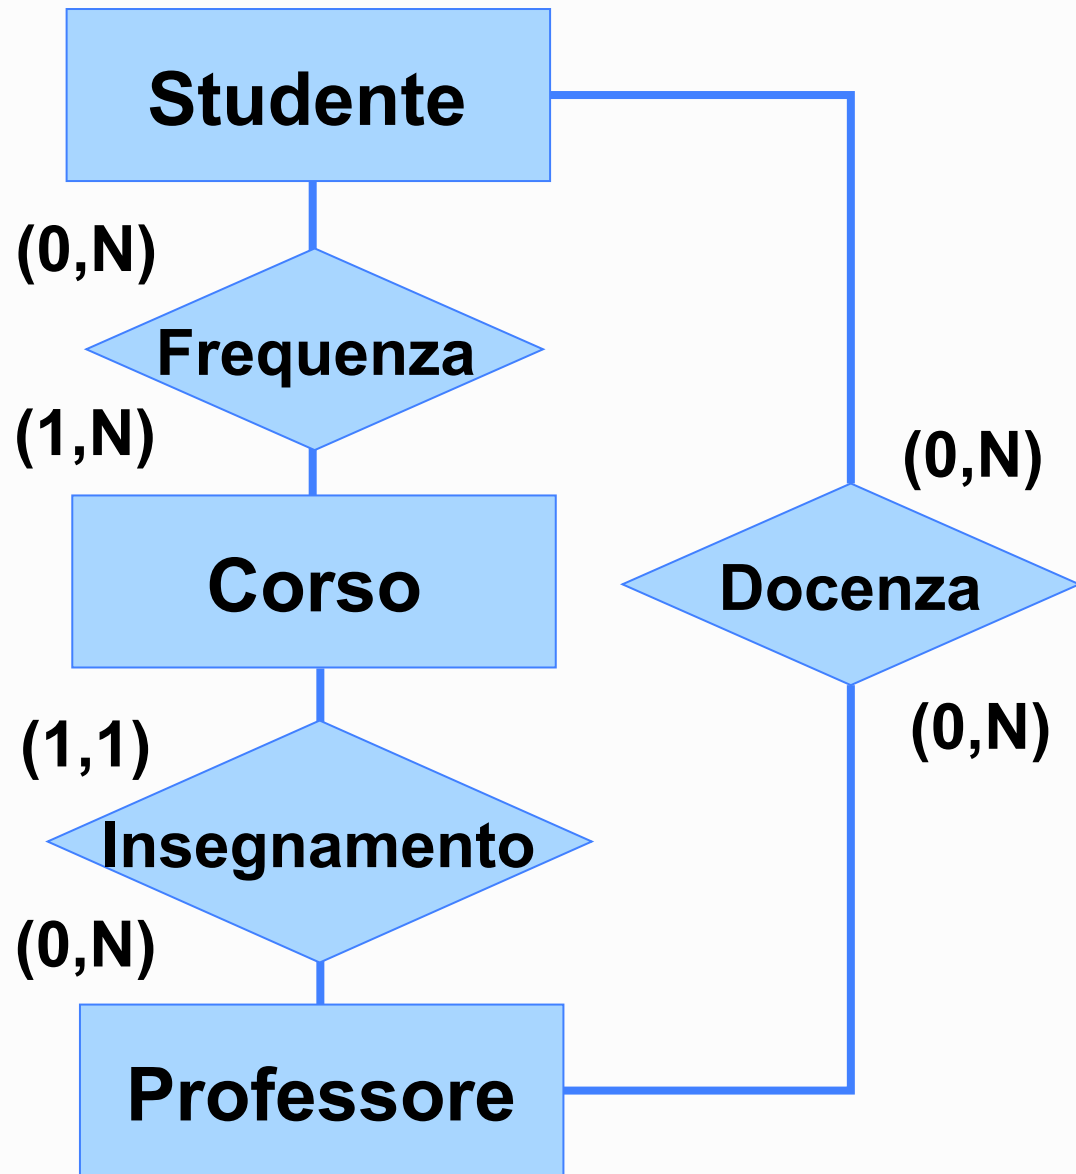 Studente
(0,N)
Frequenza
(1,N)
(0,N)
Corso
Docenza
(1,1)
(0,N)
Insegnamento
(0,N)
Professore